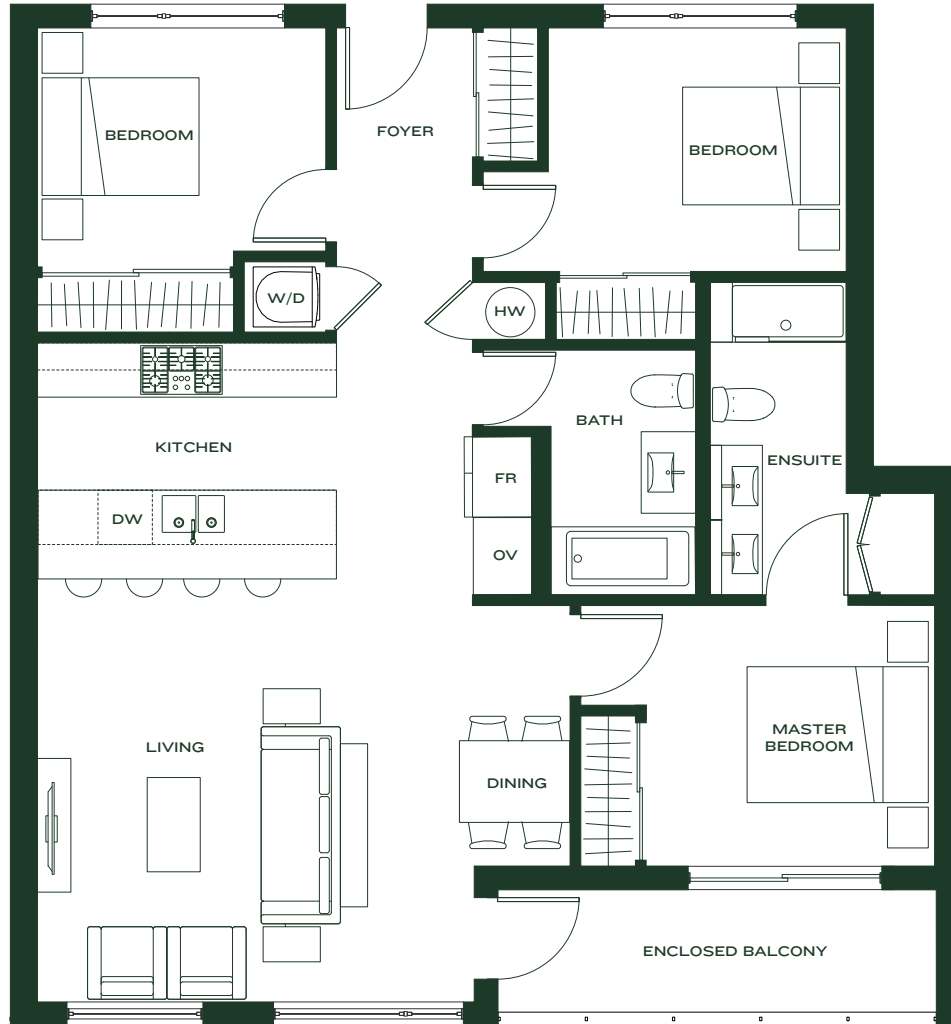 FOYER
BEDROOM
BEDROOM
W/D
HW
BATH
KITCHEN
ENSUITE
FR
DW
OV
MASTER
BEDROOM
LIVING
DINING
ENCLOSED BALCONY